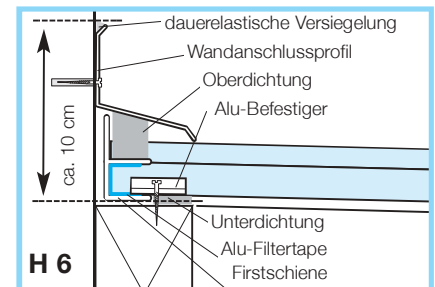 dauerelastische Versiegelung
Wandanschlussprofil
Oberdichtung
Alu-Befestiger
ca. 10 cm
Unterdichtung
Alu-Filtertape
Firstschiene
H 6